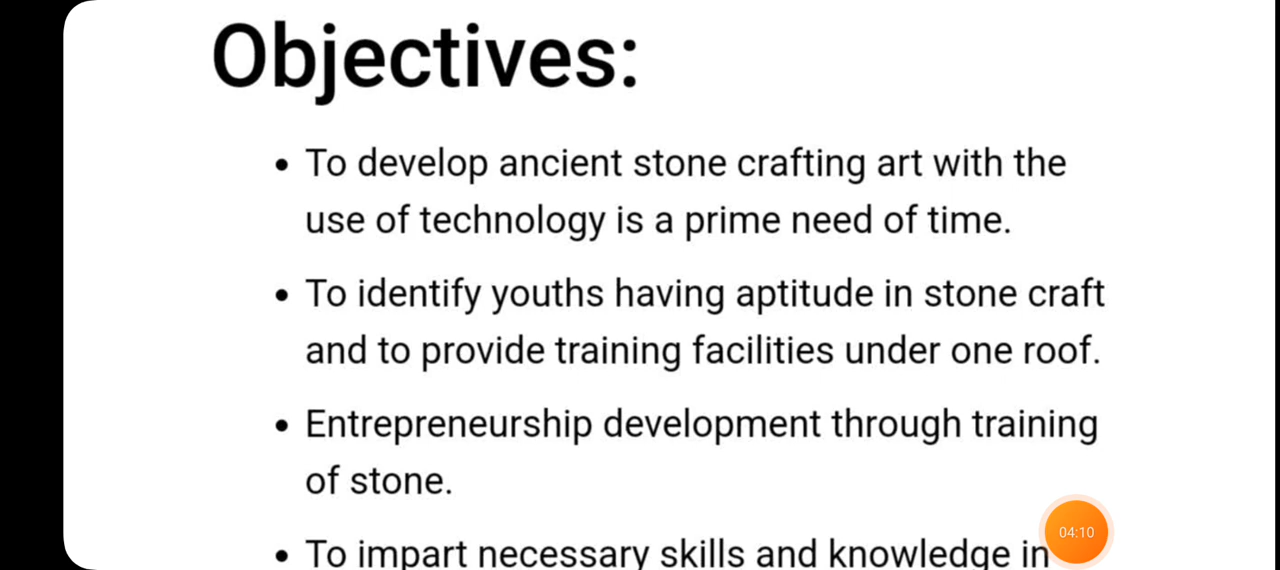 Objectives:
• To develop ancient stone crafting art with the
use of technology is a prime need of time.
• To identify youths having aptitude in stone craft
and to provide training facilities under one roof.
• Entrepreneurship development through training
of stone.
• To impart necessary skills and knowledge in
04:10